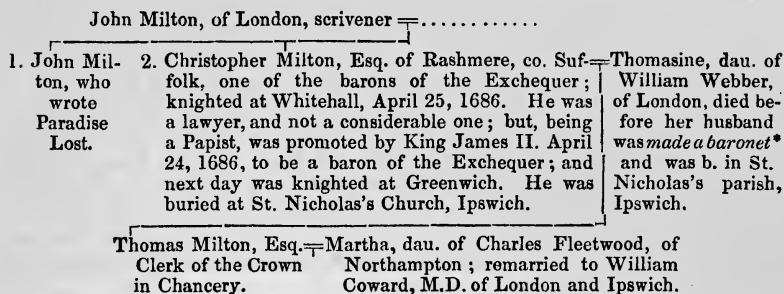 John Milton, of London, scrivener = ............
1. John Mil-
ton, who
wrote
Paradise
Lost.
2. Christopher Milton, Esq. of Rashmere, co. Suf-
folk, one of the barons of the Exchequer;
knighted at Whitehall, April 25, 1686. He was
a lawyer, and not a considerable one; but, being
a Papist, was promoted by King James II. April
24, 1686, to be a baron of the Exchequer; and
next day was knighted at Greenwich. He was
buried at St. Nicholas's Church, Ipswich.
=Thomasine, dau. of
William Webber,
of London, died be-
fore her husband
was made a baronet*
and was b. in St.
Nicholas's parish,
Ipswich.
Thomas Milton, Esq.
Clerk of the Crown
in Chancery.
=Martha, dau. of Charles Fleetwood, of
Northampton; remarried to William
Coward, M.D. of London and Ipswich.